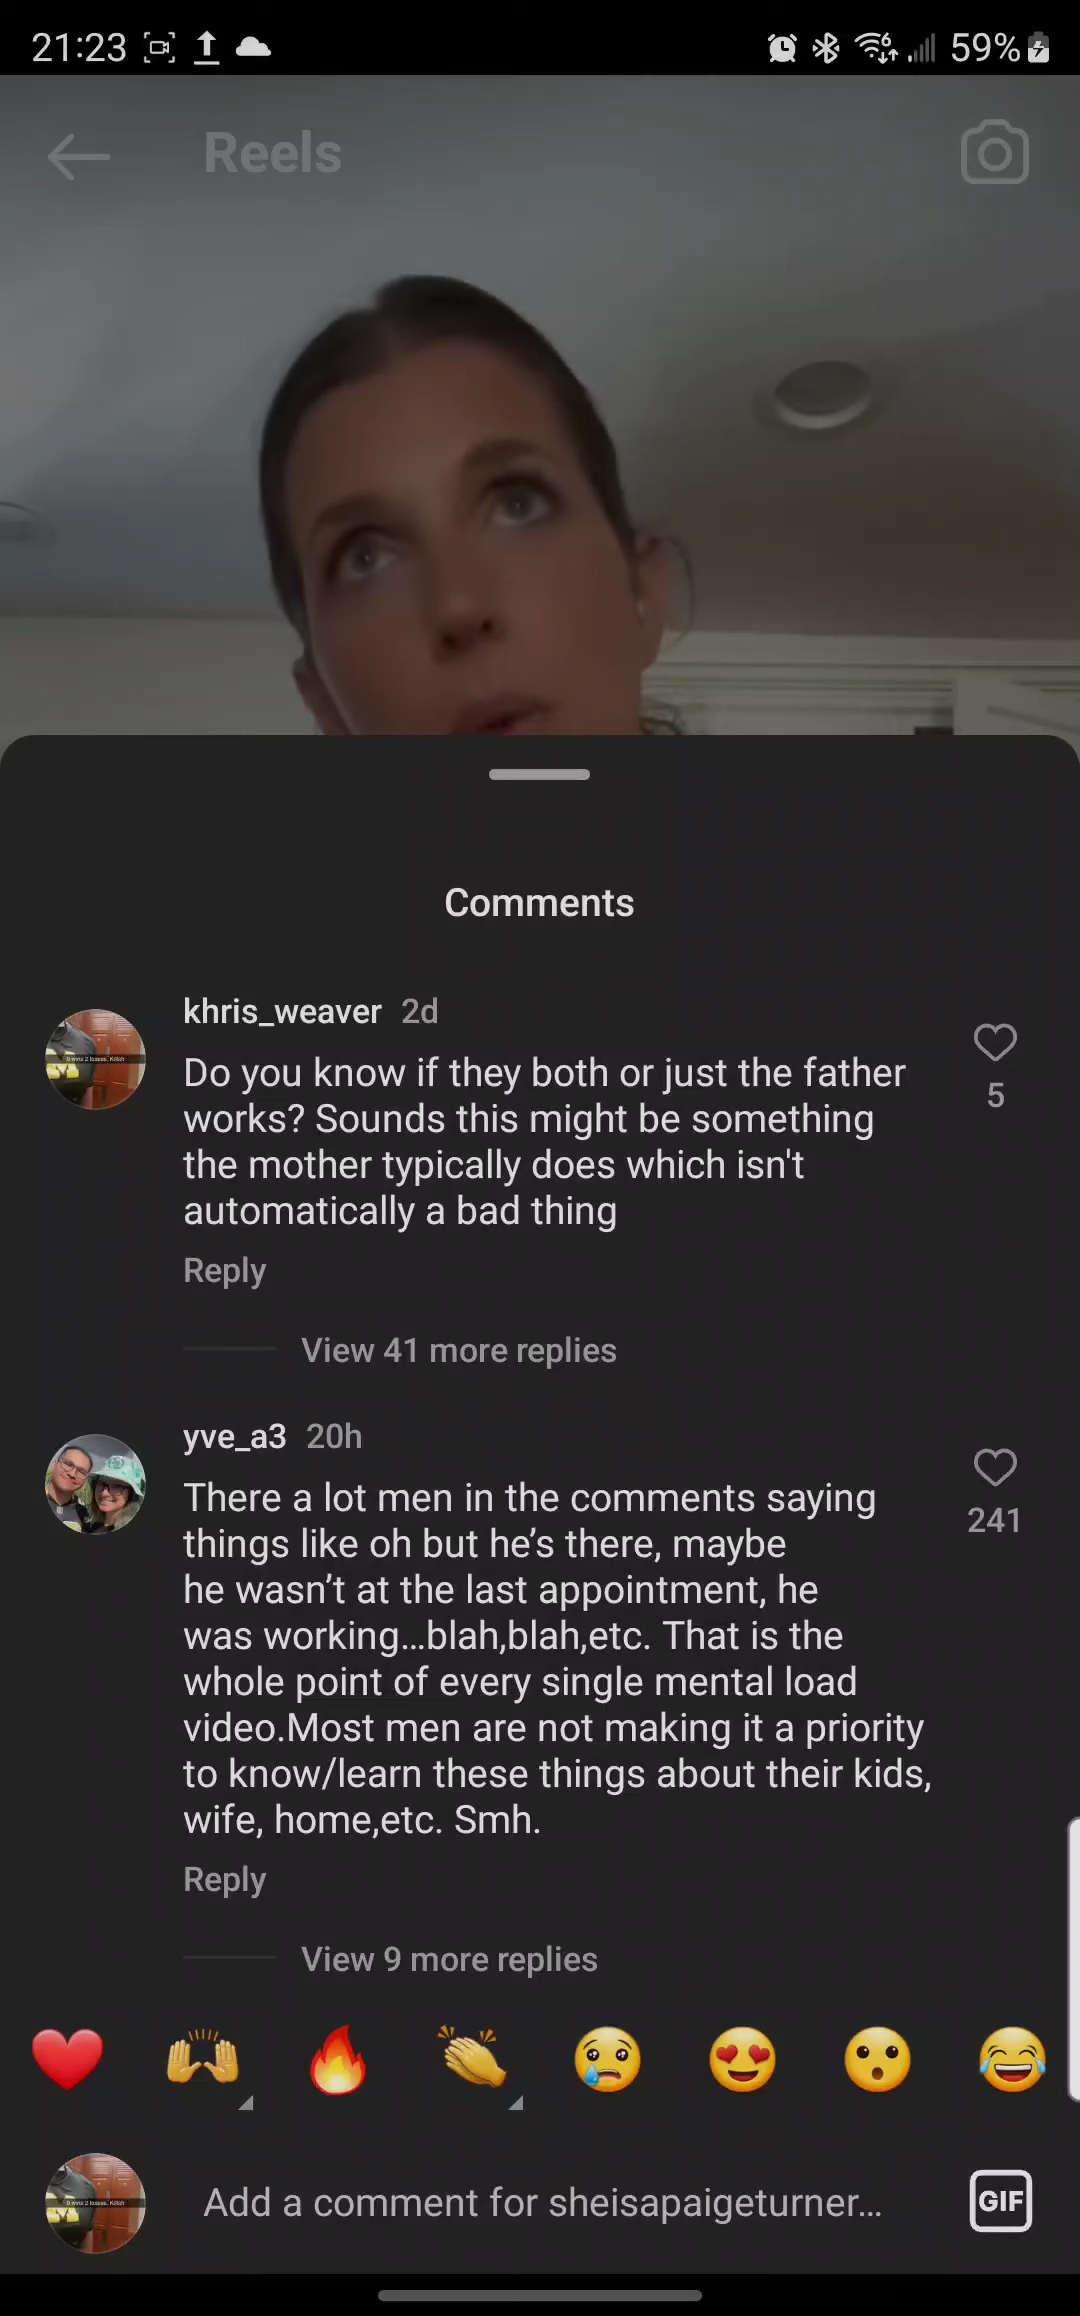 21:23
59%
Reels
Comments
khris_weaver 2d
Do you know if they both or just the father
works? Sounds this might be something
the mother typically does which isn't
automatically a bad thing
5
Reply
View 41 more replies
yve_a3 20h
There a lot men in the comments saying
things like oh but he’s there, maybe
he wasn’t at the last appointment, he
was working...blah,blah,etc. That is the
whole point of every single mental load
video.Most men are not making it a priority
to know/learn these things about their kids,
wife, home,etc. Smh.
241
Reply
View 9 more replies
Add a comment for sheisapaigeturner...
GIF